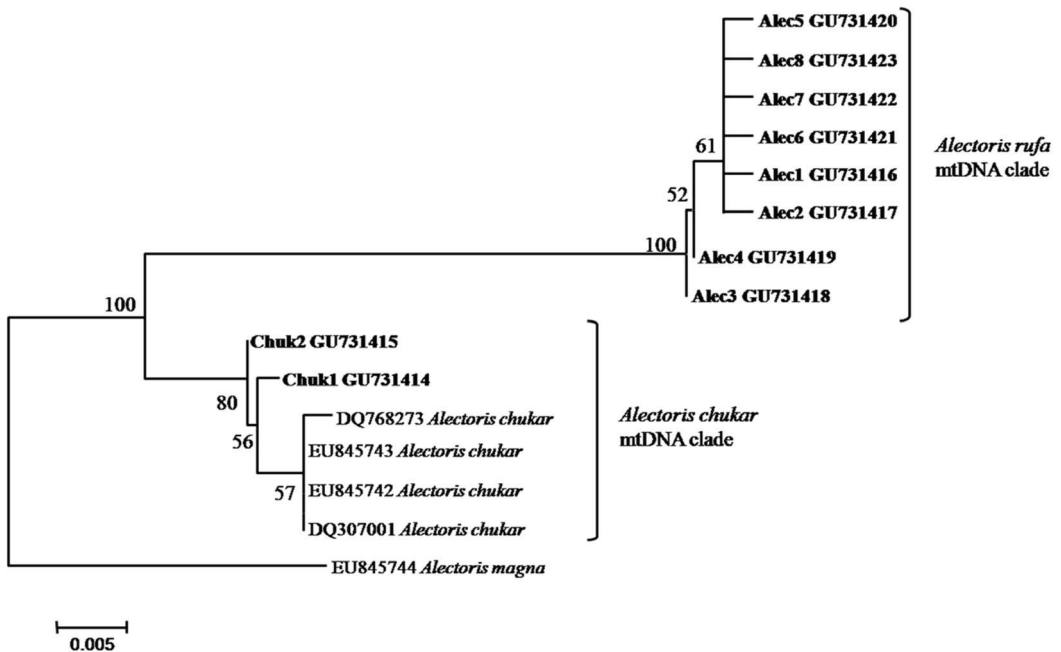 Alec5 GU731420
Alec8 GU731423
Alec7 GU731422
Alec6 GU731421
Alec1 GU731416
Alec2 GU731417
61
52
Alec4 GU731419
100
Alec3 GU731418
Alectoris rufa
mtDNA clade
100
Chuk2 GU731415
Chuk1 GU731414
80
DQ768273 Alectoris chukar
56
EU845743 Alectoris chukar
EU845742 Alectoris chukar
57
DQ307001 Alectoris chukar
Alectoris chukar
mtDNA clade
EU845744 Alectoris magna
0.005